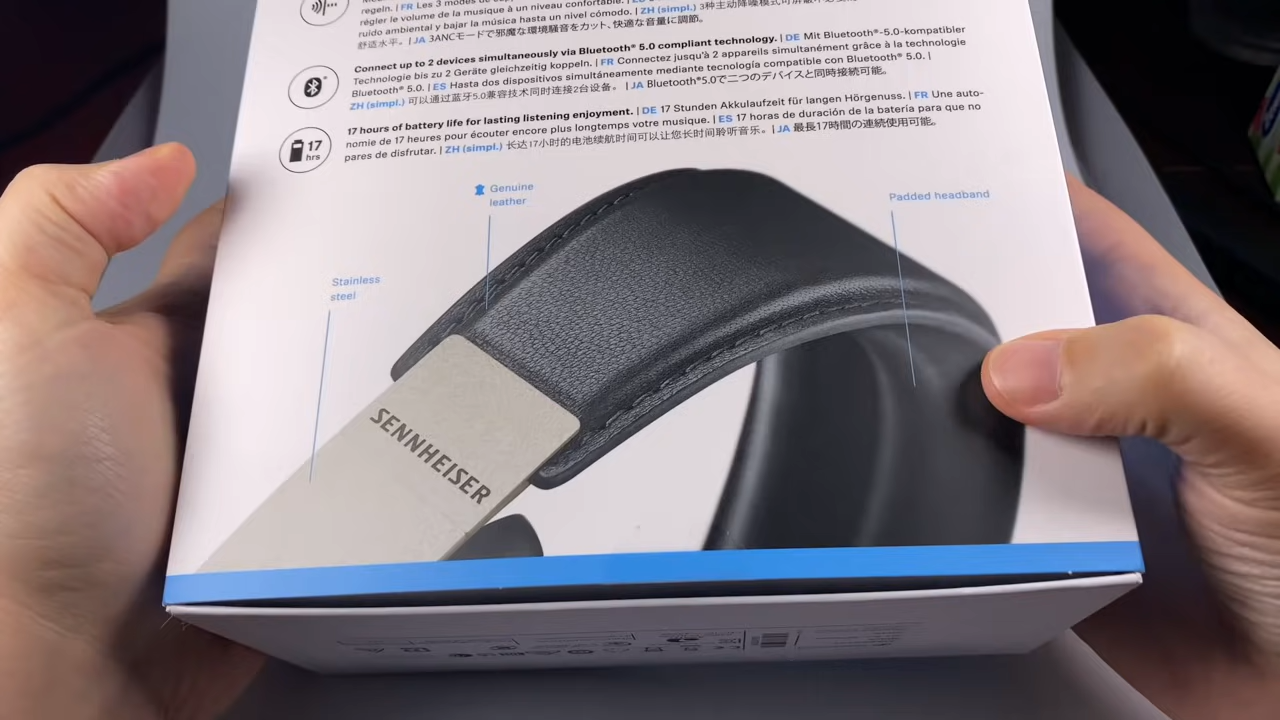 regeln. | FR Les 3 modes de
régler le volume de la musique à un niveau confortable. |
ruido ambiental y bajar la música hasta un nivel cómodo. | ZH (simpl.) 3种主动降噪模式可屏蔽
舒适水平。 | JA 3ANCモードで邪魔な環境騒音をカット、快適な音量に調節。
Connect up to 2 devices simultaneously via Bluetooth® 5.0 compliant technology. | DE Mit Bluetooth®-5.0-kompatibler
Technologie bis zu 2 Geräte gleichzeitig koppeln. | FR Connectez jusqu'à 2 appareils simultanément grâce à la technologie
Bluetooth® 5.0. | ES Hasta dos dispositivos simultáneamente mediante tecnología compatible con Bluetooth® 5.0. |
ZH (simpl.) 可以通过蓝牙5.0兼容技术同时连接2台设备。 | JA Bluetooth®5.0で二つのデバイスと同時接続可能。
17 hours of battery life for lasting listening enjoyment. | DE 17 Stunden Akkulaufzeit für langen Hörgenuss. | FR Une auto-
nomie de 17 heures pour écouter encore plus longtemps votre musique. | ES 17 horas de duración de la batería para que no
pares de disfrutar. | ZH (simpl.) 长达17小时的电池续航时间可以让您长时间聆听音乐。 | JA 最長17時間の連続使用可能。
17
hrs
Genuine
leather
Padded headband
Stainless
steel
SENNHEISER